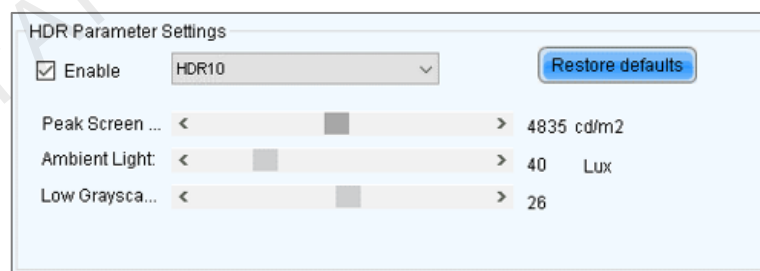 HDR Parameter Settings
Enable HDR10 Restore defaults
Peak Screen ... 4835 cd/m2
Ambient Light: 40 Lux
Low Graysca... 26